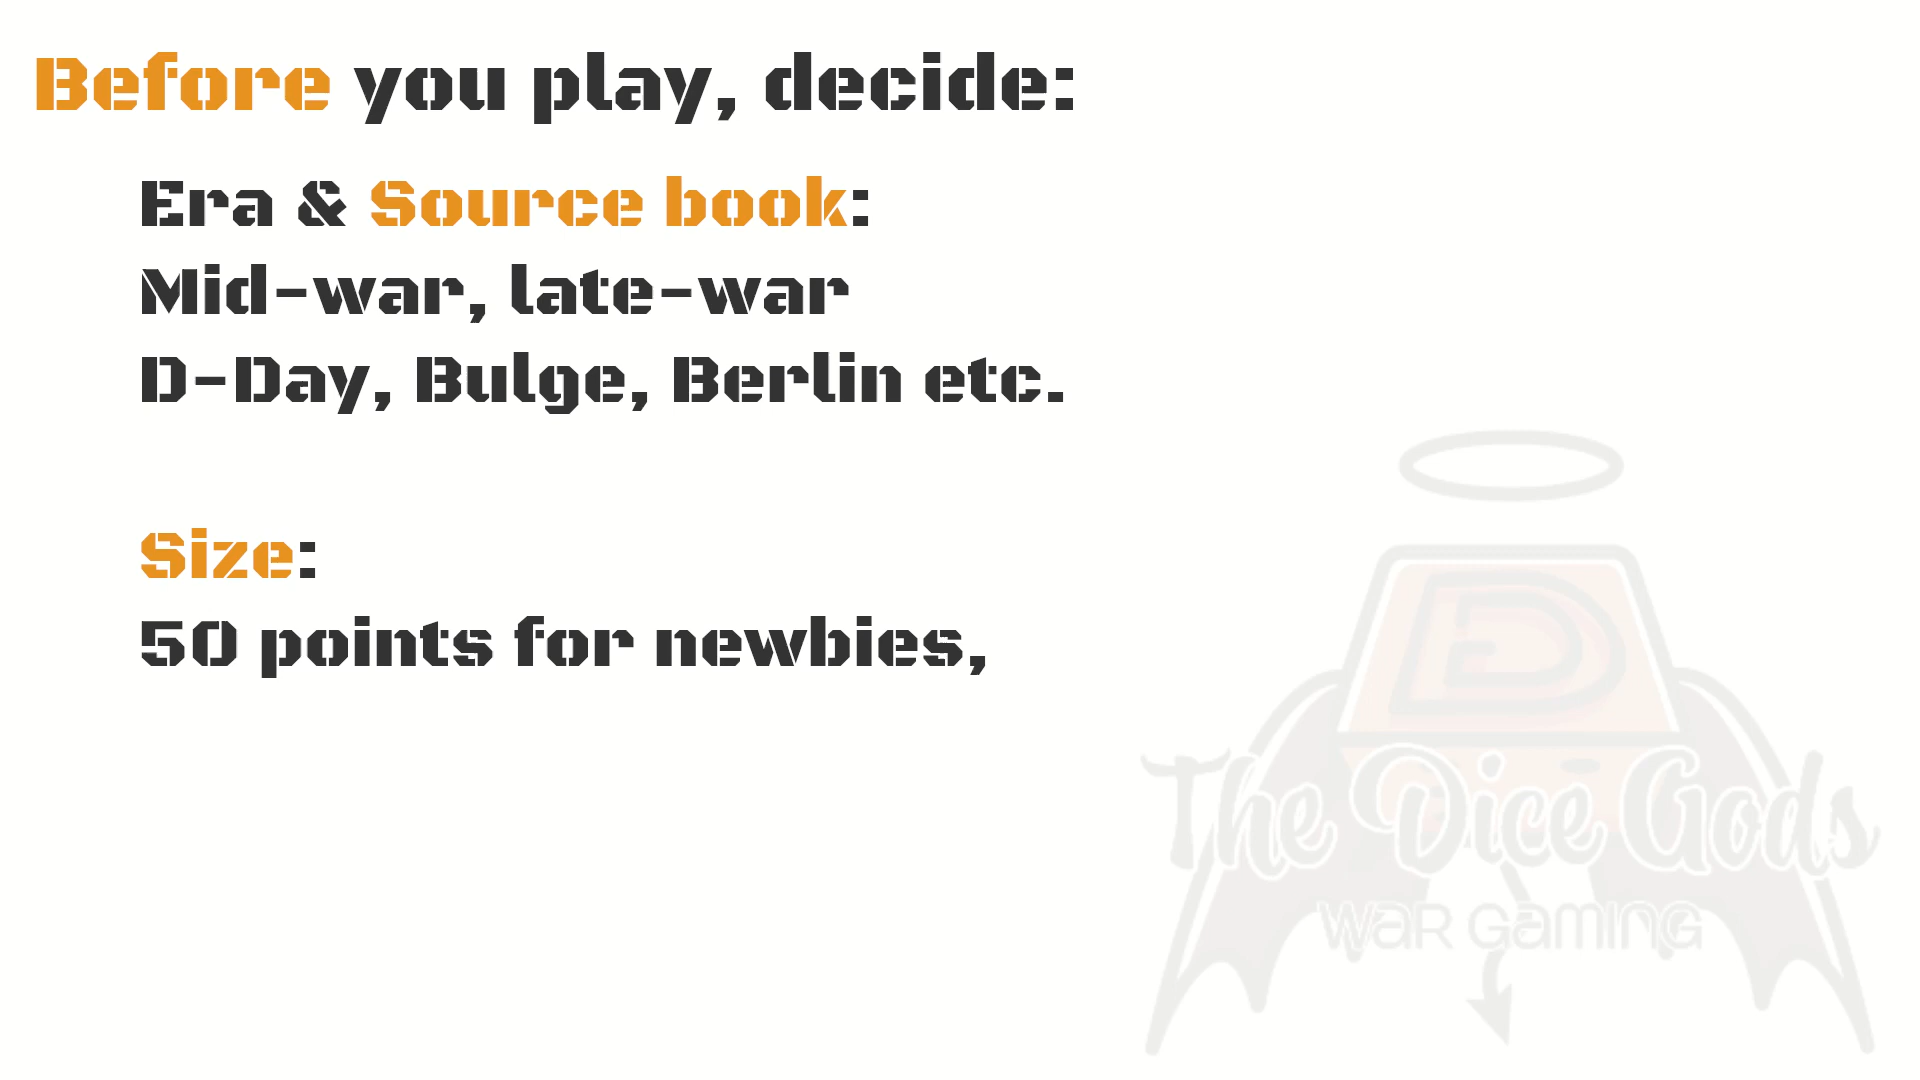 Before you play, decide:
Era & Source book:
Mid-war, late-war
D-Day, Bulge, Berlin etc.
Size:
50 points for newbies,
The Dice Gods
WAR GAMING